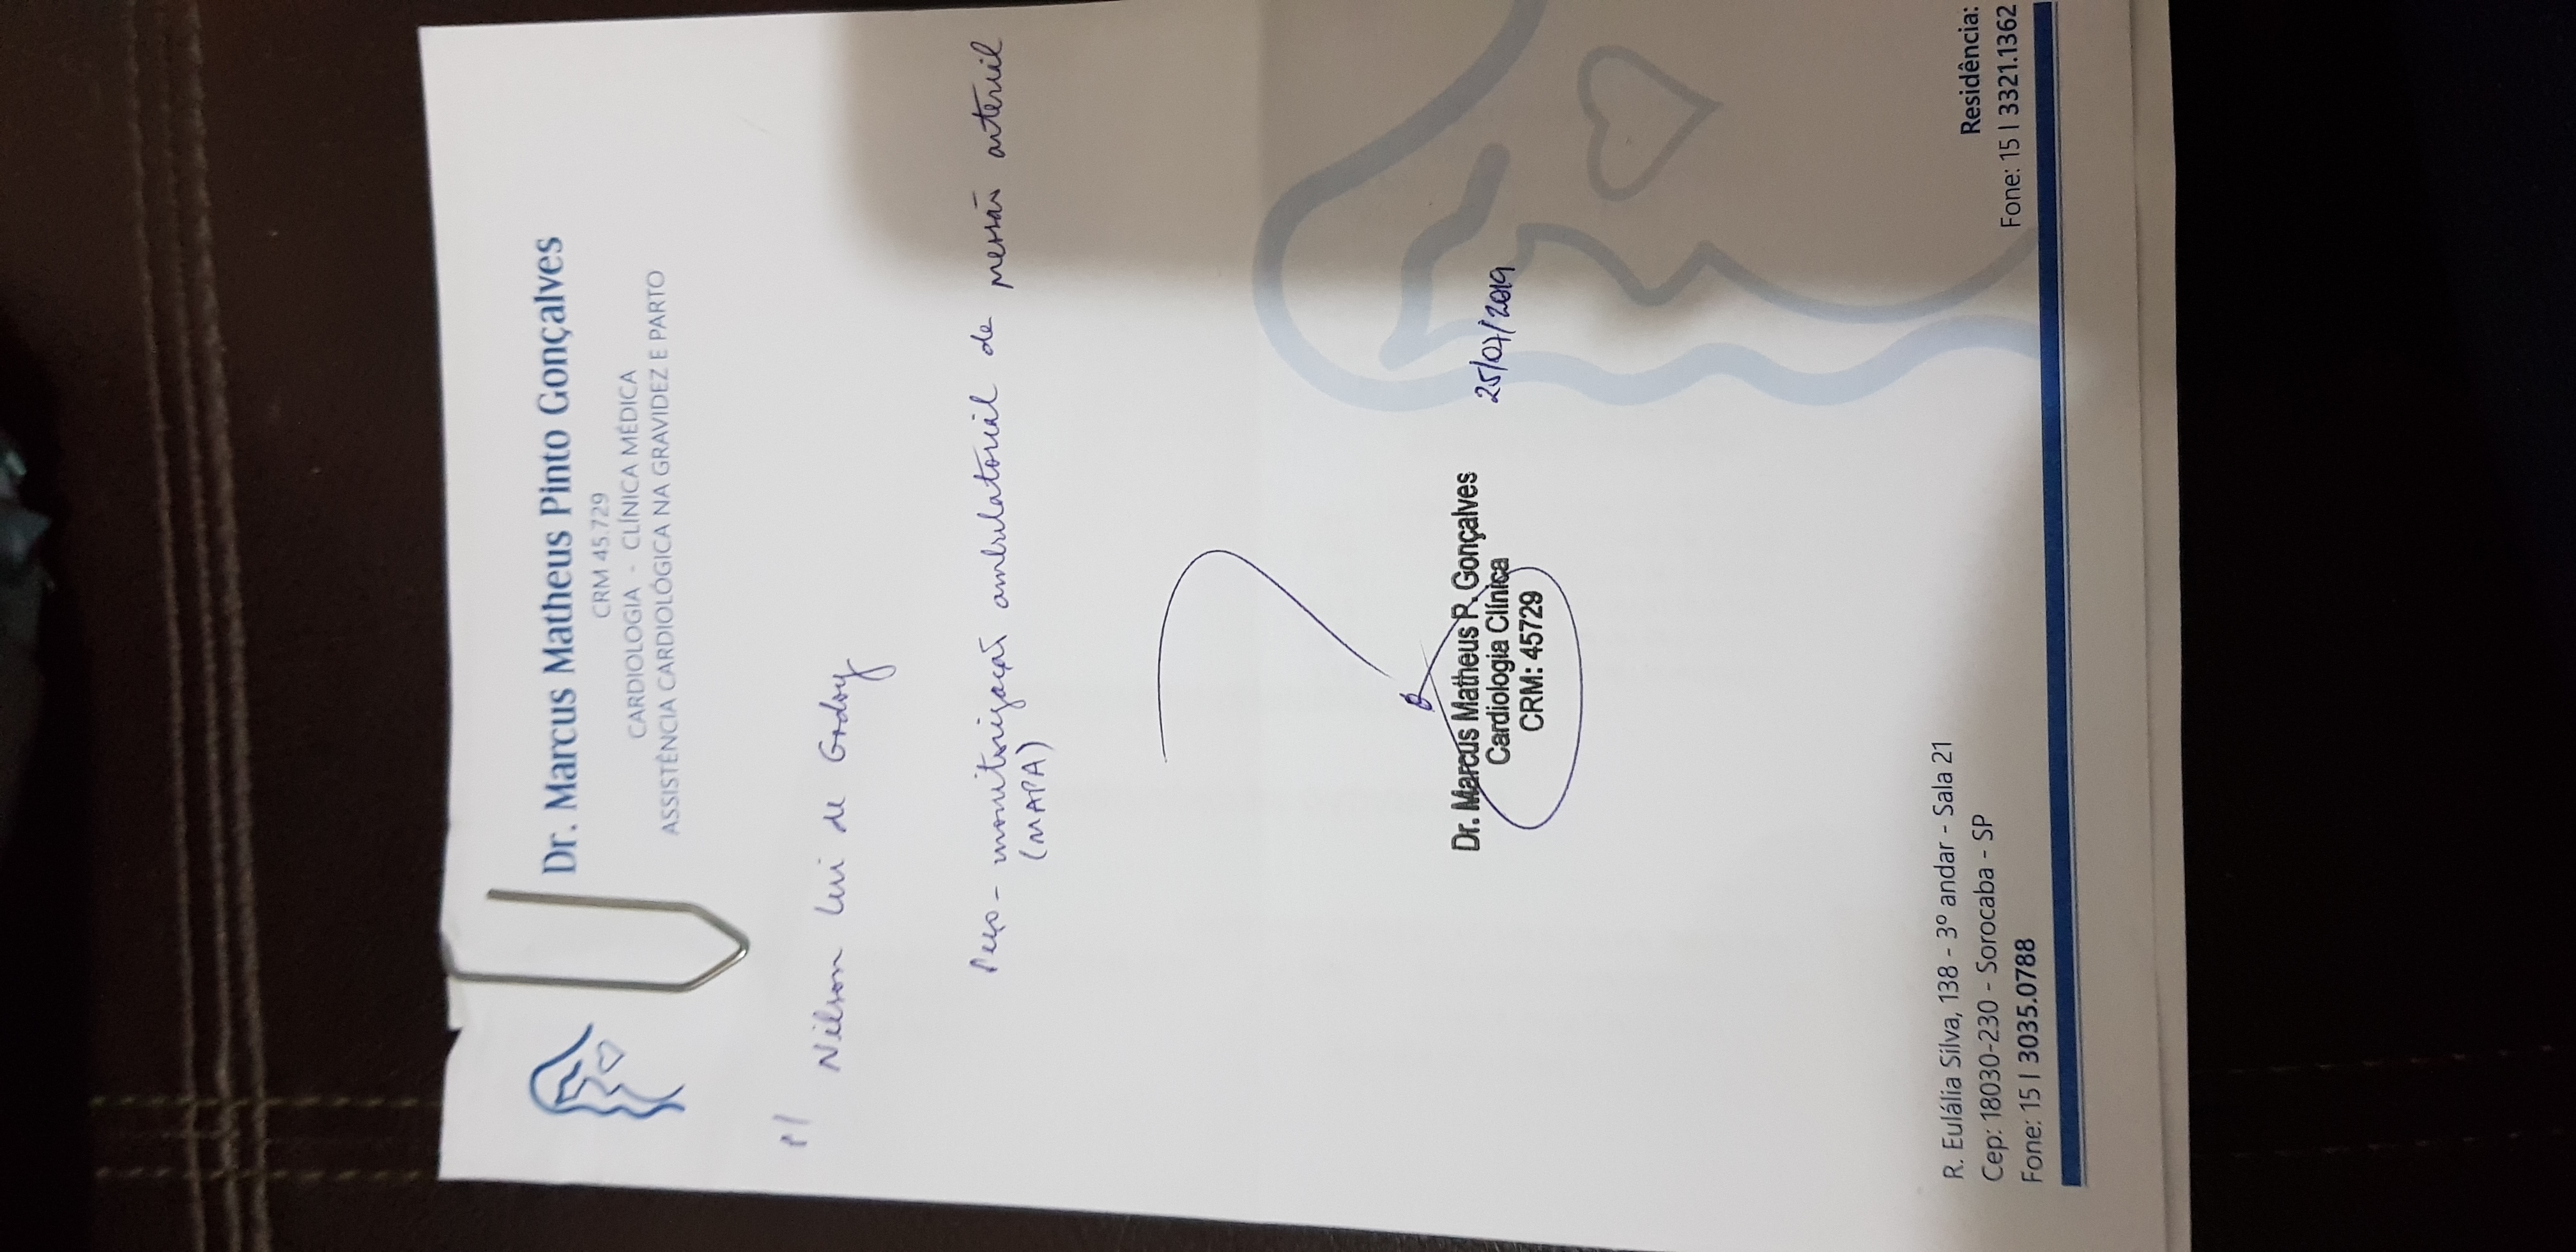 Dr. Marcus Matheus Pinto Gonçalves
CRM 45.729
CARDIOLOGIA - CLÍNICA MÉDICA
ASSISTÊNCIA CARDIOLÓGICA NA GRAVIDEZ E PARTO
p/
Nilson Lui de Godoy
Peço - monitorização ambulatorial de pressão arterial
(MAPA)
Dr. Marcus Matheus P. Gonçalves
Cardiologia Clínica
CRM: 45729
25/07/2019
R. Eulália Silva, 138 - 3º andar - Sala 21
Cep: 18030-230 - Sorocaba - SP
Fone: 15 | 3035.0788
Residência:
Fone: 15 | 3321.1362